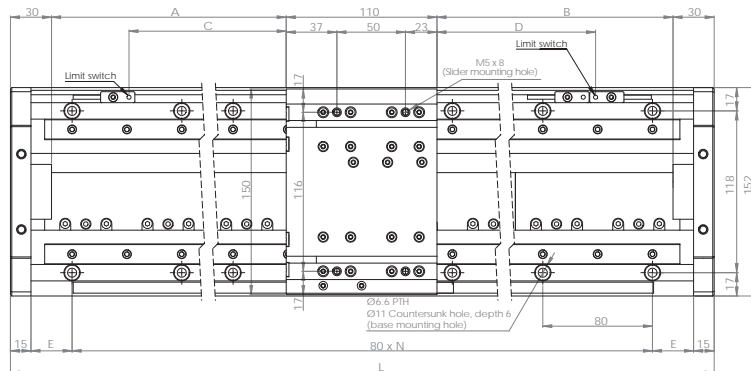 30
A
110
B
30
C
37
50
23
D
Limit switch
M5 x 8
(Slider mounting hole)
Limit switch
17
17
150
116
118
152
17
17
Ø6.6 PTH
Ø11 Countersunk hole, depth 6
(base mounting hole)
80
15
E
80 x N
E
15
L